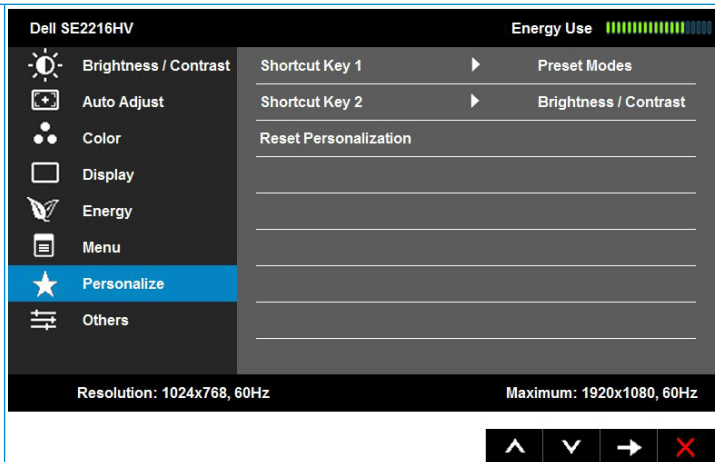 Dell SE2216HV Energy Use
Brightness / Contrast Shortcut Key 1 Preset Modes
Auto Adjust Shortcut Key 2 Brightness / Contrast
Color Reset Personalization
Display
Energy
Menu
Personalize
Others
Resolution: 1024x768, 60Hz Maximum: 1920x1080, 60Hz